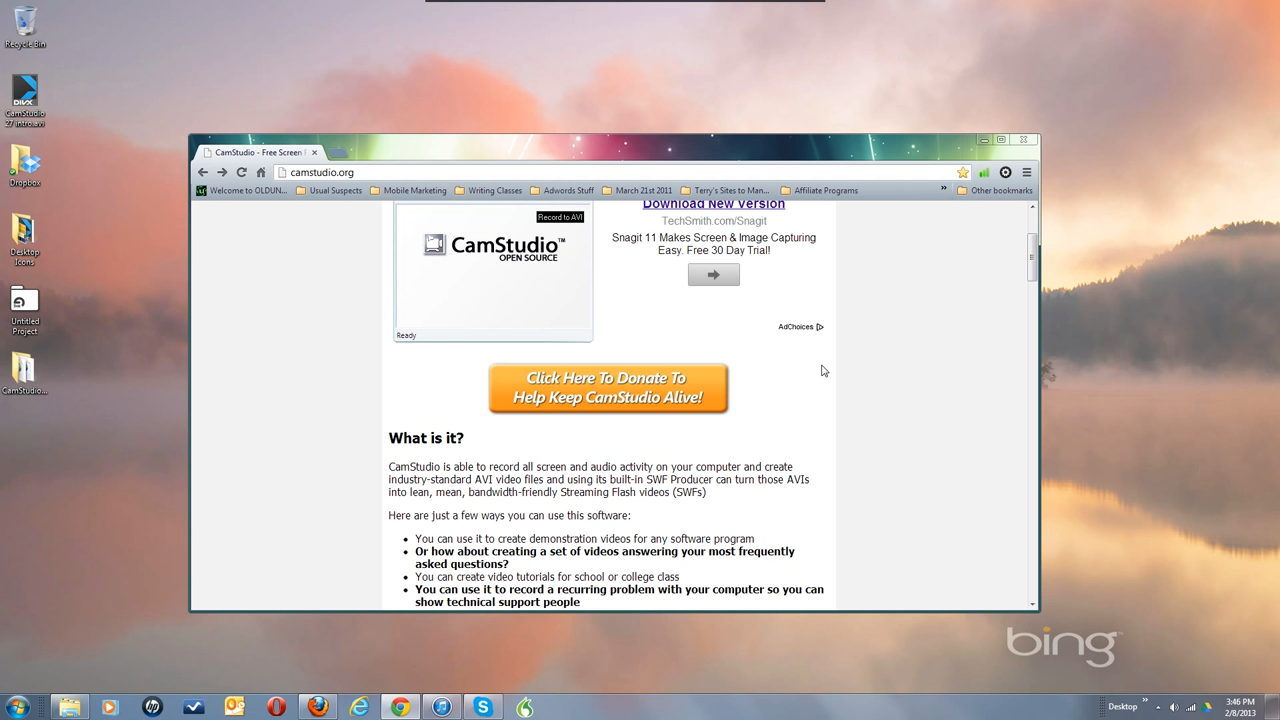 Recycle Bin
CamStudio
27 intro.avi
Dropbox
Desktop
Icons
Untitled
Project
CamStudio...
CamStudio - Free Screen
camstudio.org
Welcome to OLDUN...
Usual Suspects
Mobile Marketing
Writing Classes
Adwords Stuff
March 21st 2011
Terry's Sites to Man...
Affiliate Programs
»
Other bookmarks
Record to AVI
CamStudio™
OPEN SOURCE
Ready
Download New Version
TechSmith.com/Snagit
Snagit 11 Makes Screen & Image Capturing
Easy. Free 30 Day Trial!
AdChoices
Click Here To Donate To
Help Keep CamStudio Alive!
What is it?
CamStudio is able to record all screen and audio activity on your computer and create
industry-standard AVI video files and using its built-in SWF Producer can turn those AVIs
into lean, mean, bandwidth-friendly Streaming Flash videos (SWFs)
Here are just a few ways you can use this software:
• You can use it to create demonstration videos for any software program
• Or how about creating a set of videos answering your most frequently
asked questions?
• You can create video tutorials for school or college class
• You can use it to record a recurring problem with your computer so you can
show technical support people
bing™
hp
Desktop
»
3:46 PM
2/8/2013